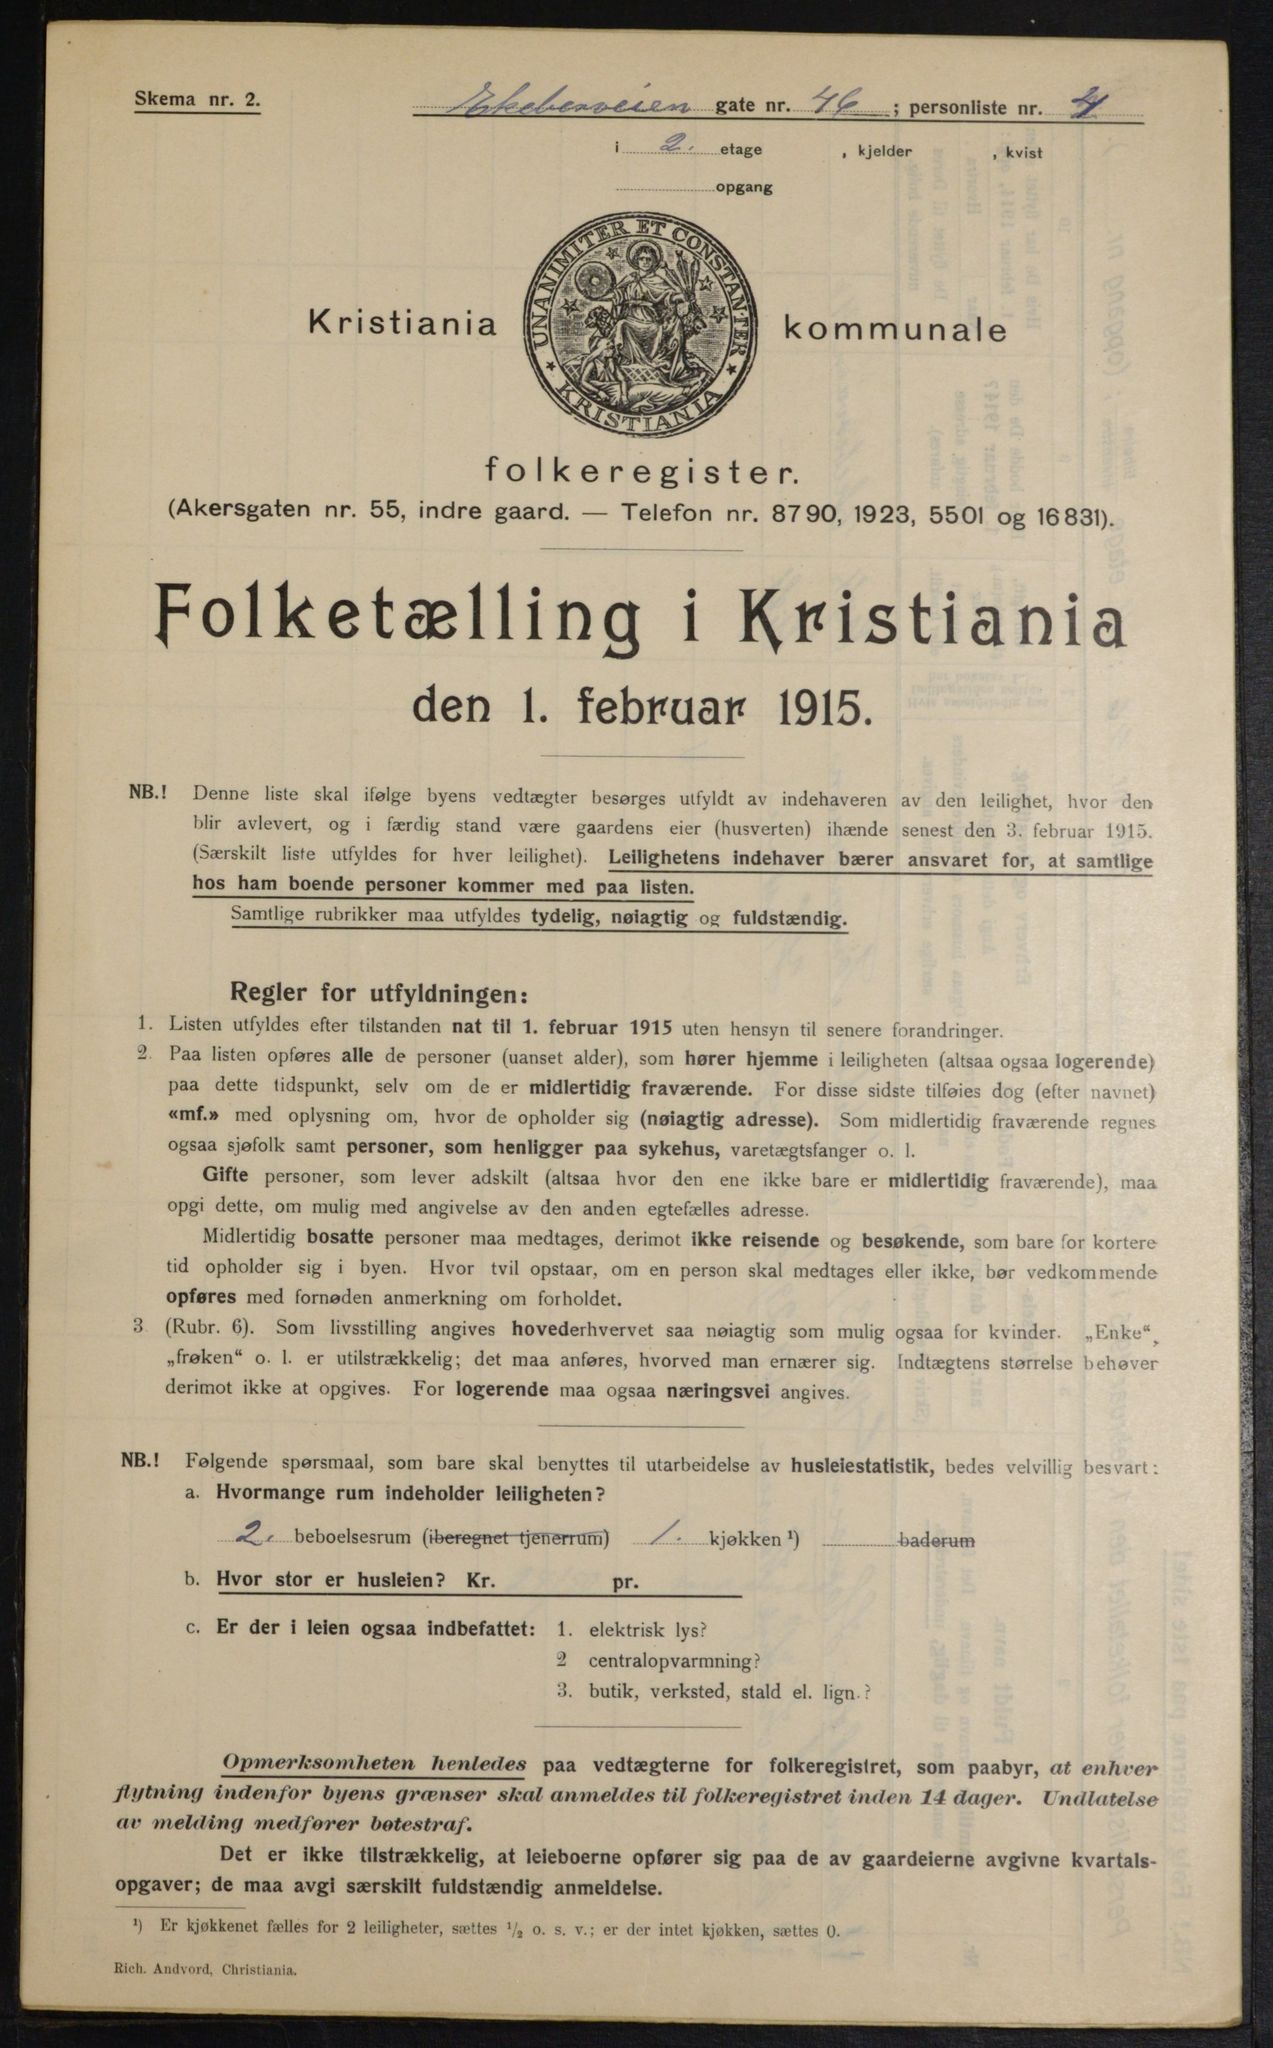 Skema nr. 2.
Ekeberveien gate nr. 46 ; personliste nr. 4
i 2. etage , kjelder , kvist
opgang
UNANIMITER ET CONSTANTER
KRISTIANIA
Kristiania kommunale
folkeregister.
(Akersgaten nr. 55, indre gaard. — Telefon nr. 8790, 1923, 5501 og 16831).
Folketælling i Kristiania
den 1. februar 1915.
NB.! Denne liste skal ifølge byens vedtægter besørges utfyldt av indehaveren av den leilighet, hvor den
blir avlevert, og i færdig stand være gaardens eier (husverten) ihænde senest den 3. februar 1915.
(Særskilt liste utfyldes for hver leilighet). Leilighetens indehaver bærer ansvaret for, at samtlige
hos ham boende personer kommer med paa listen.
Samtlige rubrikker maa utfyldes tydelig, nøiagtig og fuldstændig.
Regler for utfyldningen:
1. Listen utfyldes efter tilstanden nat til 1. februar 1915 uten hensyn til senere forandringer.
2. Paa listen opføres alle de personer (uanset alder), som hører hjemme i leiligheten (altsaa ogsaa logerende)
paa dette tidspunkt, selv om de er midlertidig fraværende. For disse sidste tilføies dog (efter navnet)
«mf.» med oplysning om, hvor de opholder sig (nøiagtig adresse). Som midlertidig fraværende regnes
ogsaa sjøfolk samt personer, som henligger paa sykehus, varetægtsfanger o. l.
Gifte personer, som lever adskilt (altsaa hvor den ene ikke bare er midlertidig fraværende), maa
opgi dette, om mulig med angivelse av den anden egtefælles adresse.
Midlertidig bosatte personer maa medtages, derimot ikke reisende og besøkende, som bare for kortere
tid opholder sig i byen. Hvor tvil opstaar, om en person skal medtages eller ikke, bør vedkommende
opføres med fornøden anmerkning om forholdet.
3 (Rubr. 6). Som livsstilling angives hovederhvervet saa nøiagtig som mulig ogsaa for kvinder. „Enke“,
„frøken“ o. l. er utilstrækkelig; det maa anføres, hvorved man ernærer sig. Indtægtens størrelse behøver
derimot ikke at opgives. For logerende maa ogsaa næringsvei angives.
NB.! Følgende spørsmaal, som bare skal benyttes til utarbeidelse av husleiestatistik, bedes velvillig besvart:
a. Hvormange rum indeholder leiligheten?
2. beboelsesrum (iberegnet tjenerrum) 1. kjøkken ¹) baderum
b. Hvor stor er husleien? Kr. pr.
c. Er der i leien ogsaa indbefattet: 1. elektrisk lys?
2 centralopvarmning?
3. butik, verksted, stald el. lign.?
Opmerksomheten henledes paa vedtægterne for folkeregistret, som paabyr, at enhver
flytning indenfor byens grænser skal anmeldes til folkeregistret inden 14 dager. Undlatelse
av melding medfører bøtestraf.
Det er ikke tilstrækkelig, at leieboerne opfører sig paa de av gaardeierne avgivne kvartals-
opgaver; de maa avgi særskilt fuldstændig anmeldelse.
¹) Er kjøkkenet fælles for 2 leiligheter, sættes ½ o. s. v.; er der intet kjøkken, sættes 0.
Rich. Andvord, Christiania.